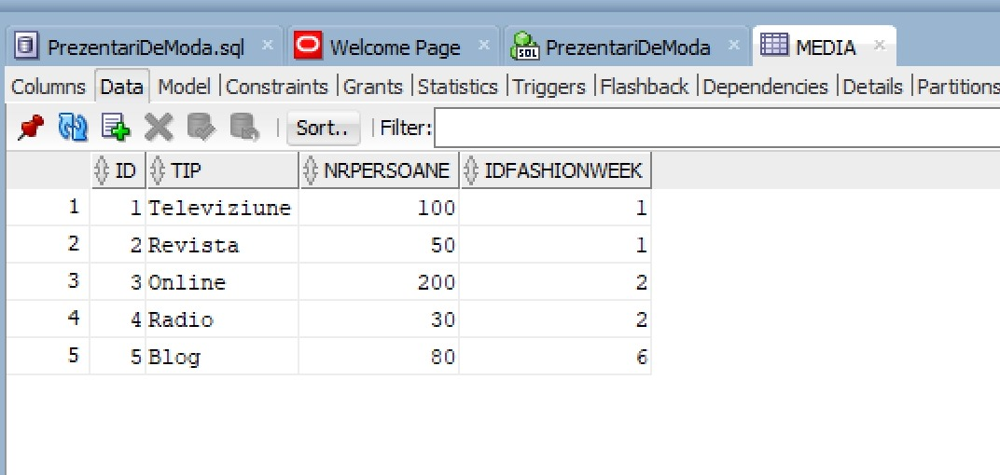 PrezentariDeModa.sql Welcome Page PrezentariDeModa MEDIA
Columns Data Model Constraints Grants Statistics Triggers Flashback Dependencies Details Partitions
Sort.. Filter:
ID TIP NRPERSOANE IDFASHIONWEEK
1 1 Televiziune 100 1
2 2 Revista 50 1
3 3 Online 200 2
4 4 Radio 30 2
5 5 Blog 80 6